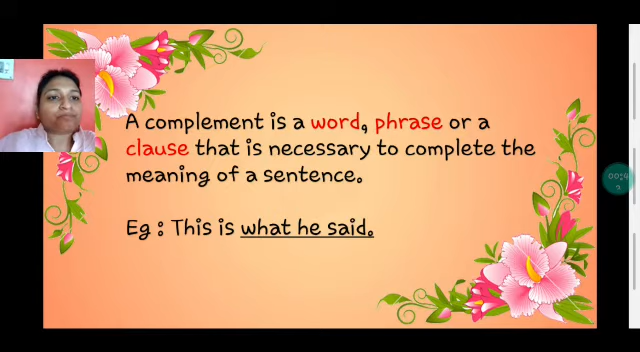 A complement is a word, phrase or a
clause that is necessary to complete the
meaning of a sentence.
Eg : This is what he said.